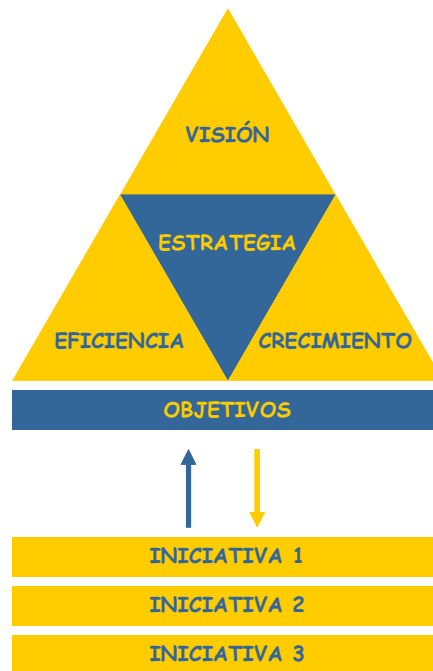 VISIÓN
ESTRATEGIA
EFICIENCIA
CRECIMIENTO
OBJETIVOS
INICIATIVA 1
INICIATIVA 2
INICIATIVA 3